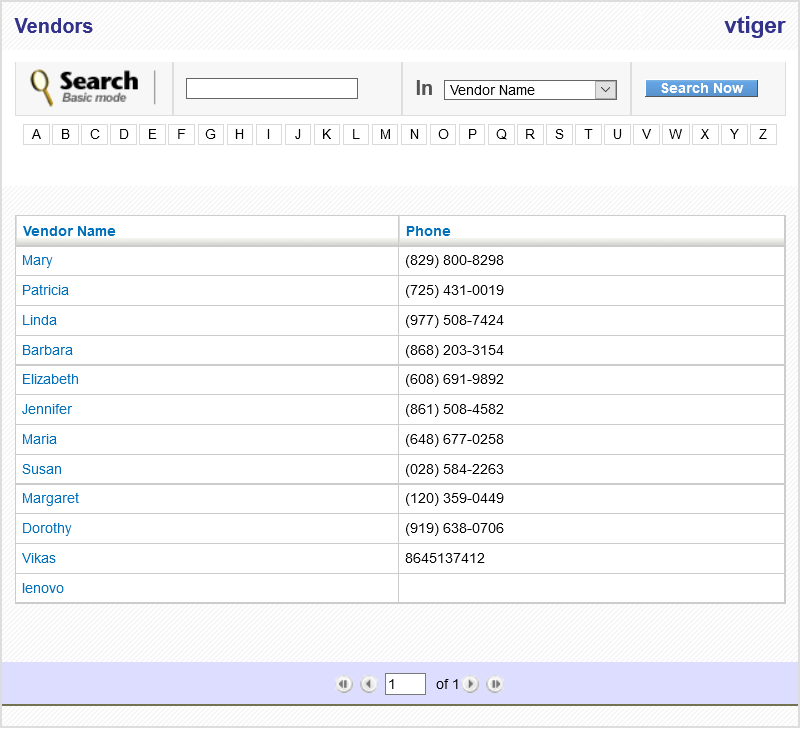 Vendors
vtiger
Search
Basic mode
In
Vendor Name
Search Now
A B C D E F G H I J K L M N O P Q R S T U V W X Y Z
Vendor Name Phone
Mary (829) 800-8298
Patricia (725) 431-0019
Linda (977) 508-7424
Barbara (868) 203-3154
Elizabeth (608) 691-9892
Jennifer (861) 508-4582
Maria (648) 677-0258
Susan (028) 584-2263
Margaret (120) 359-0449
Dorothy (919) 638-0706
Vikas 8645137412
lenovo
1 of 1